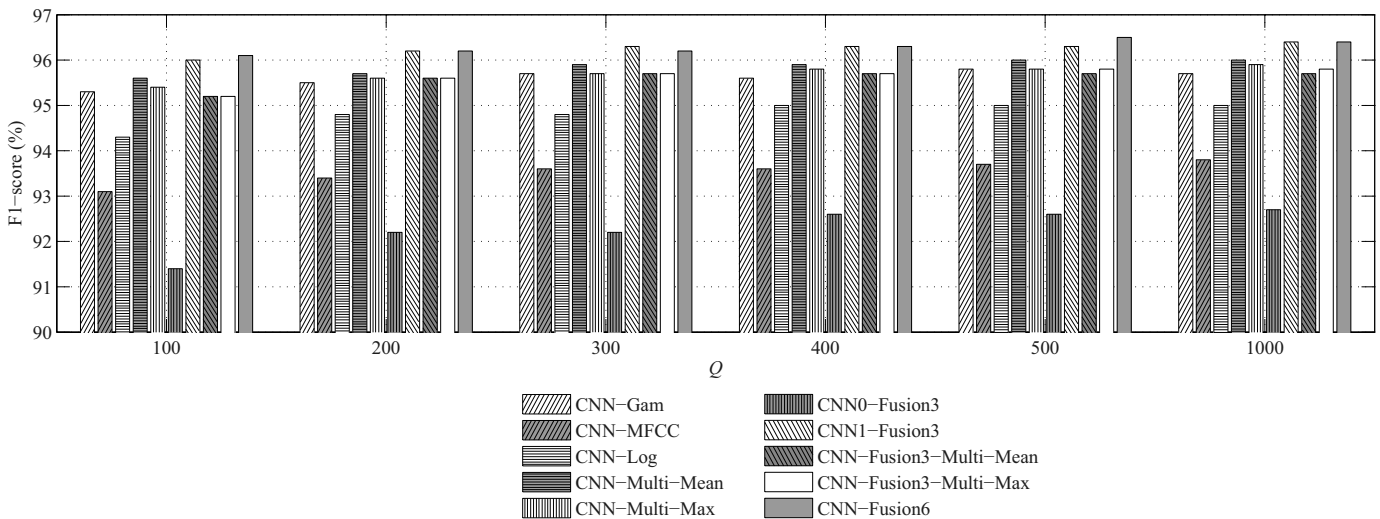 97
96
95
94
93
92
91
90
F1−score (%)
100 200 300 400 500 1000
Q
CNN−Gam
CNN−MFCC
CNN−Log
CNN−Multi−Mean
CNN−Multi−Max
CNN0−Fusion3
CNN1−Fusion3
CNN−Fusion3−Multi−Mean
CNN−Fusion3−Multi−Max
CNN−Fusion6